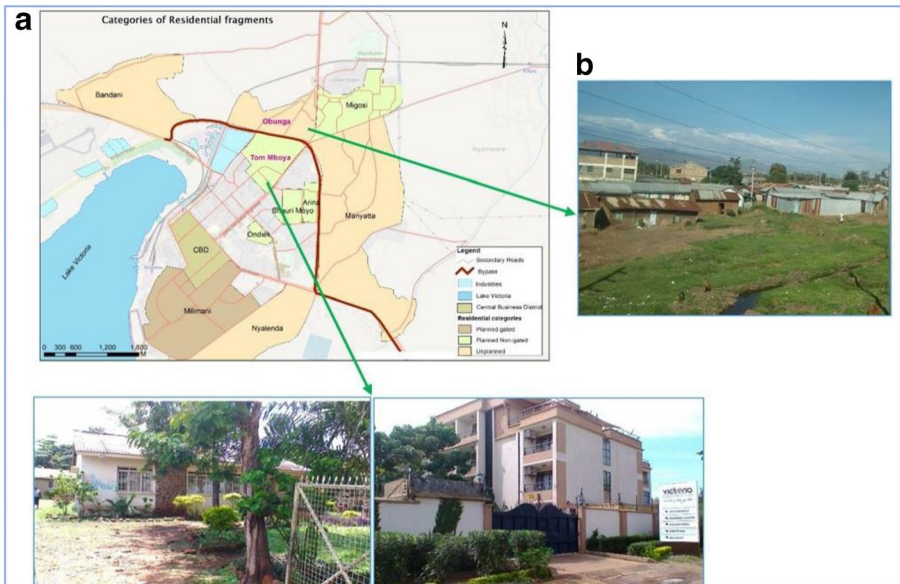 a
Categories of Residential fragments
N
b
Bandani
Migosi
Obunga
Tom Mboya
Arina
Shauri Moyo
Manyatta
Ondiek
CBD
Lake Victoria
Milimani
Nyalenda
Legend
Secondary Roads
Bypass
Industries
Lake Victoria
Central Business District
Residential categories
Planned gated
Planned Non-gated
Unplanned
0 300 600 1,200 1,800
M
victoria